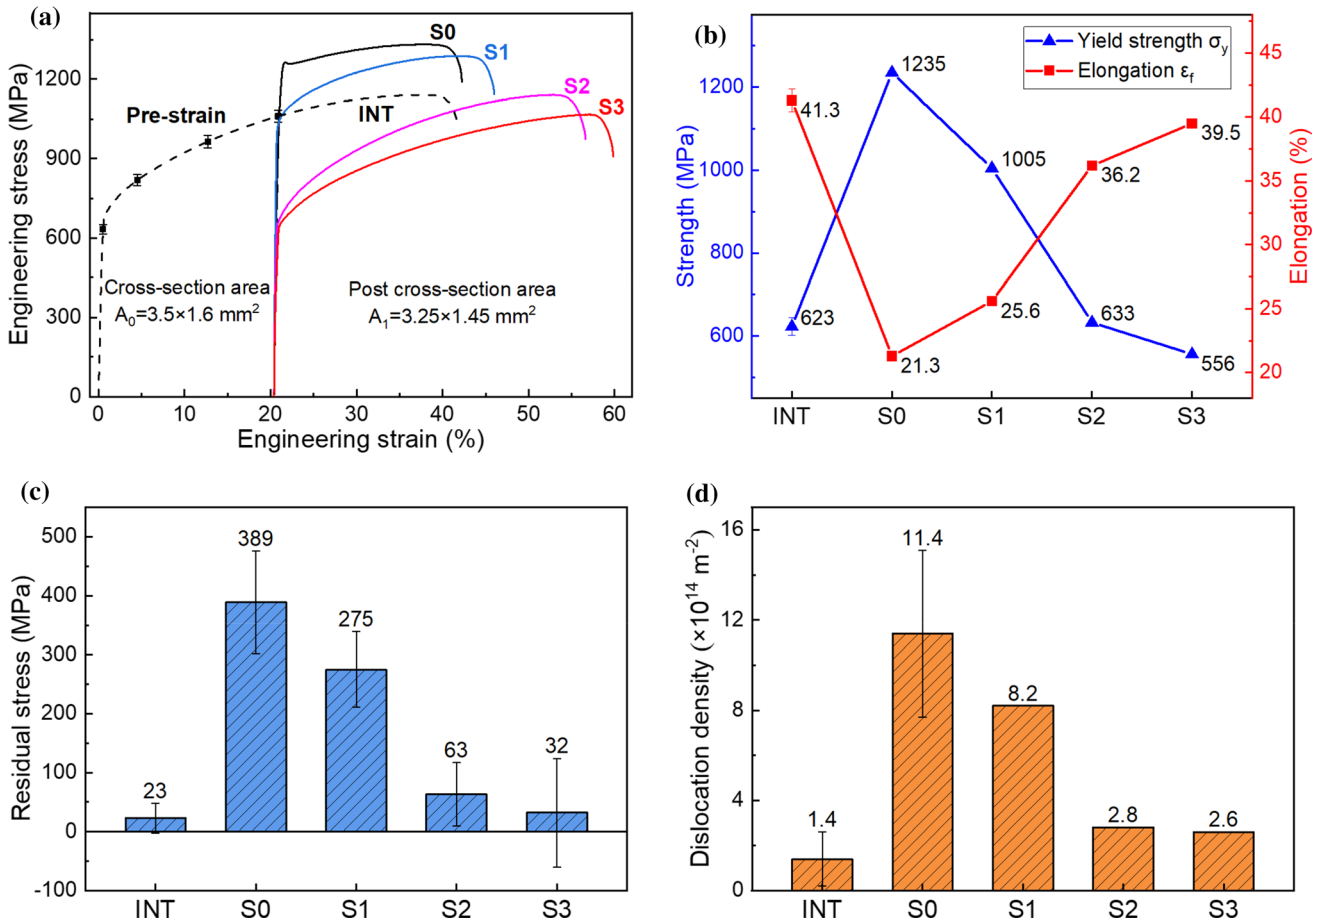 (a)
Engineering stress (MPa)
1200
900
600
300
0
S0
S1
S2
S3
INT
Pre-strain
Cross-section area
A₀=3.5×1.6 mm²
Post cross-section area
A₁=3.25×1.45 mm²
0 10 20 30 40 50 60
Engineering strain (%)
(b)
Yield strength σy
Elongation εf
Strength (MPa)
1200
1000
800
600
Elongation (%)
45
40
35
30
25
20
41.3
1235
1005
39.5
36.2
25.6
633
623
21.3
556
INT S0 S1 S2 S3
(c)
Residual stress (MPa)
500
400
300
200
100
0
-100
23
389
275
63
32
INT S0 S1 S2 S3
(d)
Dislocation density (×10¹⁴ m⁻²)
16
12
8
4
0
1.4
11.4
8.2
2.8
2.6
INT S0 S1 S2 S3